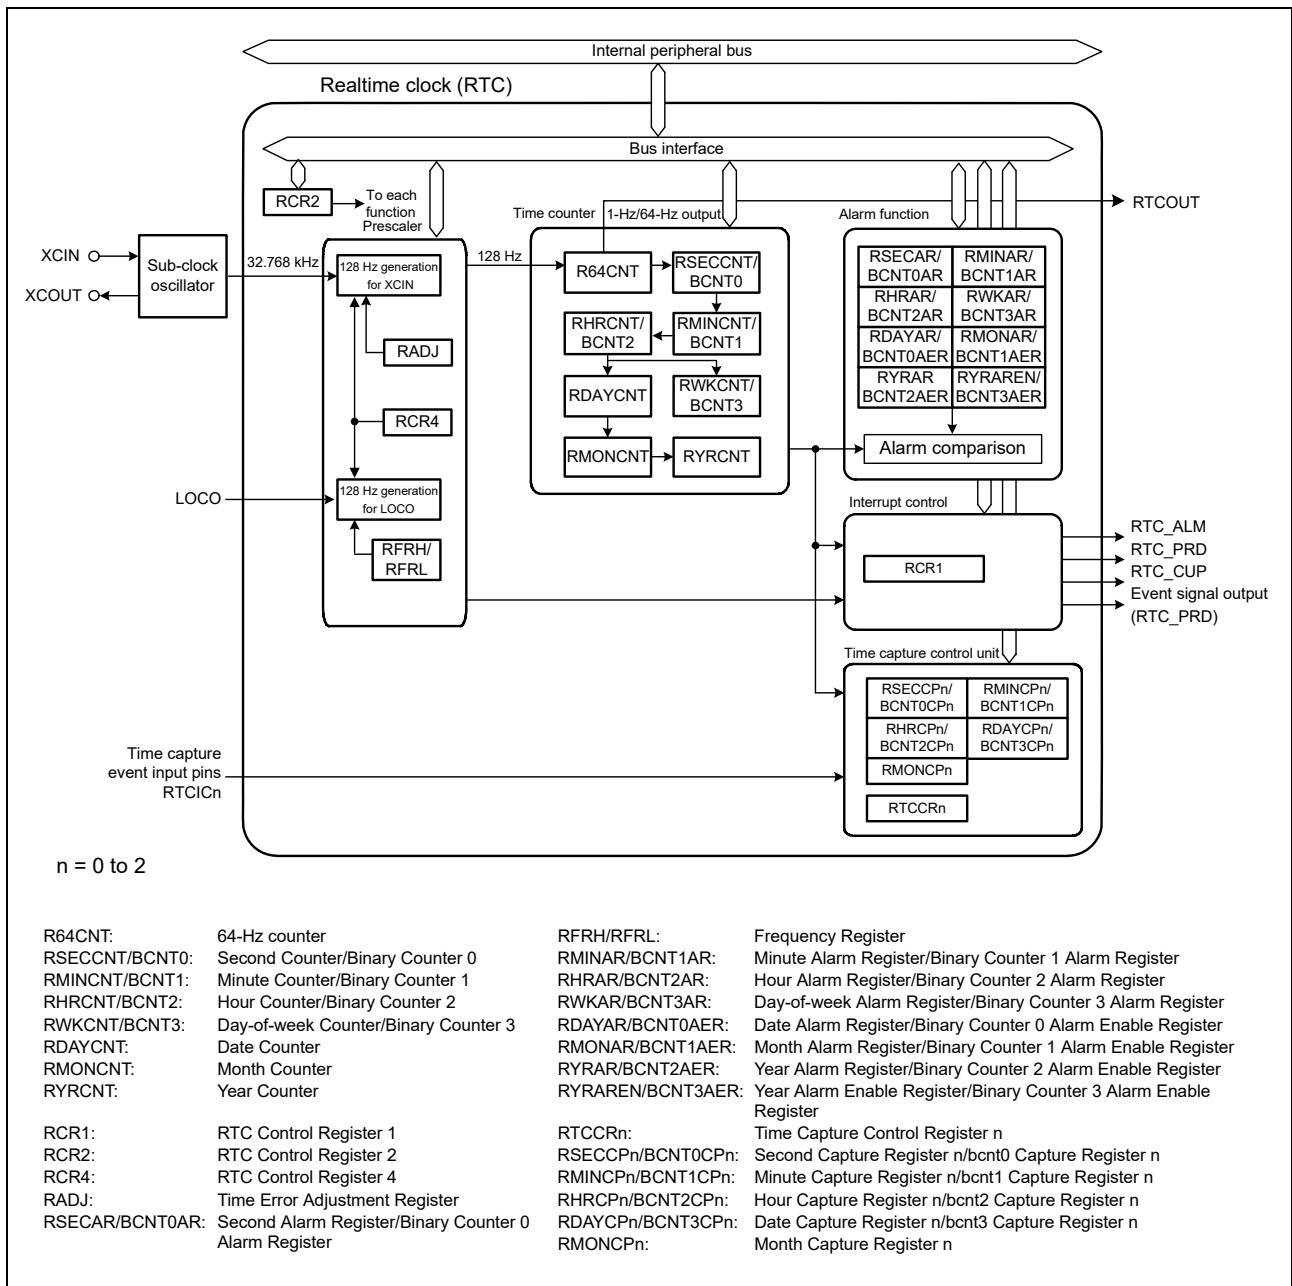 Internal peripheral bus
Realtime clock (RTC)
Bus interface
RCR2
To each
function
Prescaler
Time counter
1-Hz/64-Hz output
Alarm function
RTCOUT
XCIN
XCOUT
Sub-clock
oscillator
32.768 kHz
128 Hz generation
for XCIN
RADJ
RCR4
LOCO
128 Hz generation
for LOCO
RFRH/
RFRL
128 Hz
R64CNT
RSECCNT/
BCNT0
RHRCNT/
BCNT2
RMINCNT/
BCNT1
RDAYCNT
RWKCNT/
BCNT3
RMONCNT
RYRCNT
RSECAR/
BCNT0AR
RMINAR/
BCNT1AR
RHRAR/
BCNT2AR
RWKAR/
BCNT3AR
RDAYAR/
BCNT0AER
RMONAR/
BCNT1AER
RYRAR
BCNT2AER
RYRAREN/
BCNT3AER
Alarm comparison
Interrupt control
RCR1
RTC_ALM
RTC_PRD
RTC_CUP
Event signal output
(RTC_PRD)
Time capture control unit
RSECCPn/
BCNT0CPn
RMINCPn/
BCNT1CPn
RHRCPn/
BCNT2CPn
RDAYCPn/
BCNT3CPn
RMONCPn
RTCCRn
Time capture
event input pins
RTCICn
n = 0 to 2
R64CNT: 64-Hz counter
RSECCNT/BCNT0: Second Counter/Binary Counter 0
RMINCNT/BCNT1: Minute Counter/Binary Counter 1
RHRCNT/BCNT2: Hour Counter/Binary Counter 2
RWKCNT/BCNT3: Day-of-week Counter/Binary Counter 3
RDAYCNT: Date Counter
RMONCNT: Month Counter
RYRCNT: Year Counter
RCR1: RTC Control Register 1
RCR2: RTC Control Register 2
RCR4: RTC Control Register 4
RADJ: Time Error Adjustment Register
RSECAR/BCNT0AR: Second Alarm Register/Binary Counter 0
Alarm Register
RFRH/RFRL: Frequency Register
RMINAR/BCNT1AR: Minute Alarm Register/Binary Counter 1 Alarm Register
RHRAR/BCNT2AR: Hour Alarm Register/Binary Counter 2 Alarm Register
RWKAR/BCNT3AR: Day-of-week Alarm Register/Binary Counter 3 Alarm Register
RDAYAR/BCNT0AER: Date Alarm Register/Binary Counter 0 Alarm Enable Register
RMONAR/BCNT1AER: Month Alarm Register/Binary Counter 1 Alarm Enable Register
RYRAR/BCNT2AER: Year Alarm Register/Binary Counter 2 Alarm Enable Register
RYRAREN/BCNT3AER: Year Alarm Enable Register/Binary Counter 3 Alarm Enable
Register
RTCCRn: Time Capture Control Register n
RSECCPn/BCNT0CPn: Second Capture Register n/bcnt0 Capture Register n
RMINCPn/BCNT1CPn: Minute Capture Register n/bcnt1 Capture Register n
RHRCPn/BCNT2CPn: Hour Capture Register n/bcnt2 Capture Register n
RDAYCPn/BCNT3CPn: Date Capture Register n/bcnt3 Capture Register n
RMONCPn: Month Capture Register n